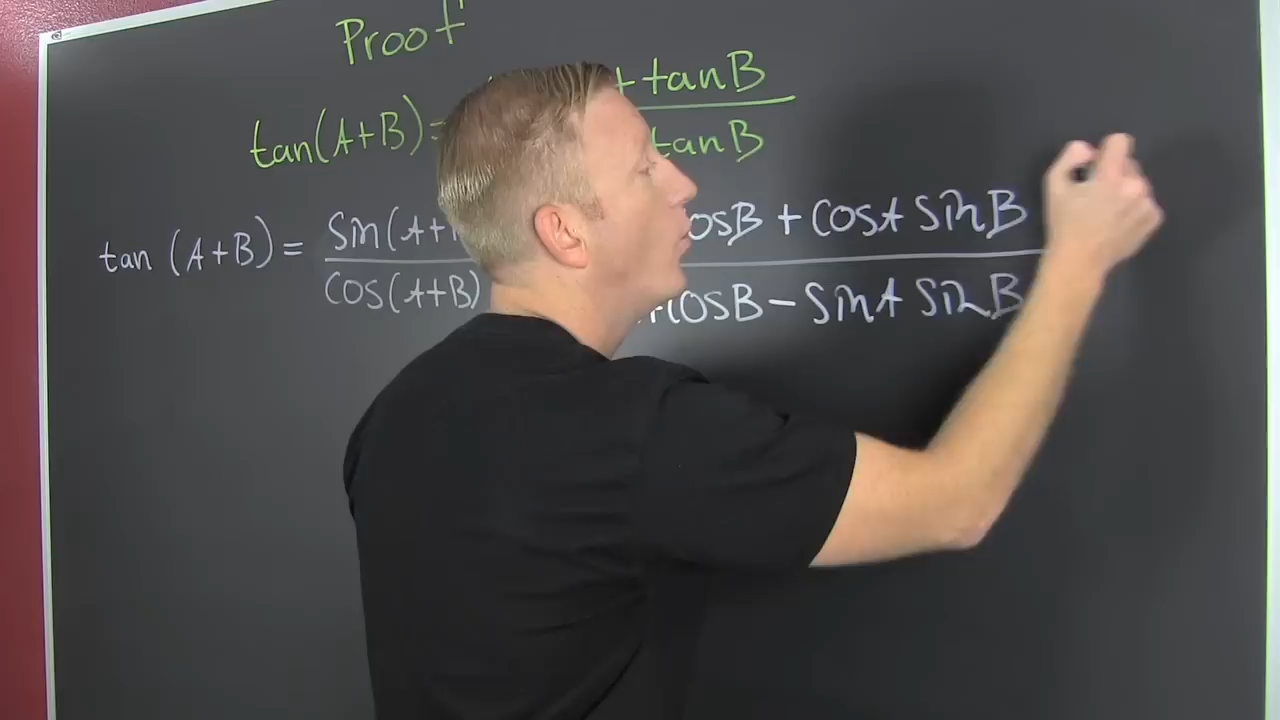 Proof
+ tanB
tan(A+B)=
tanB
sin(A+ cosB + cosA sinB
tan (A+B) =
cos(A+B) cosB - sinA sinB